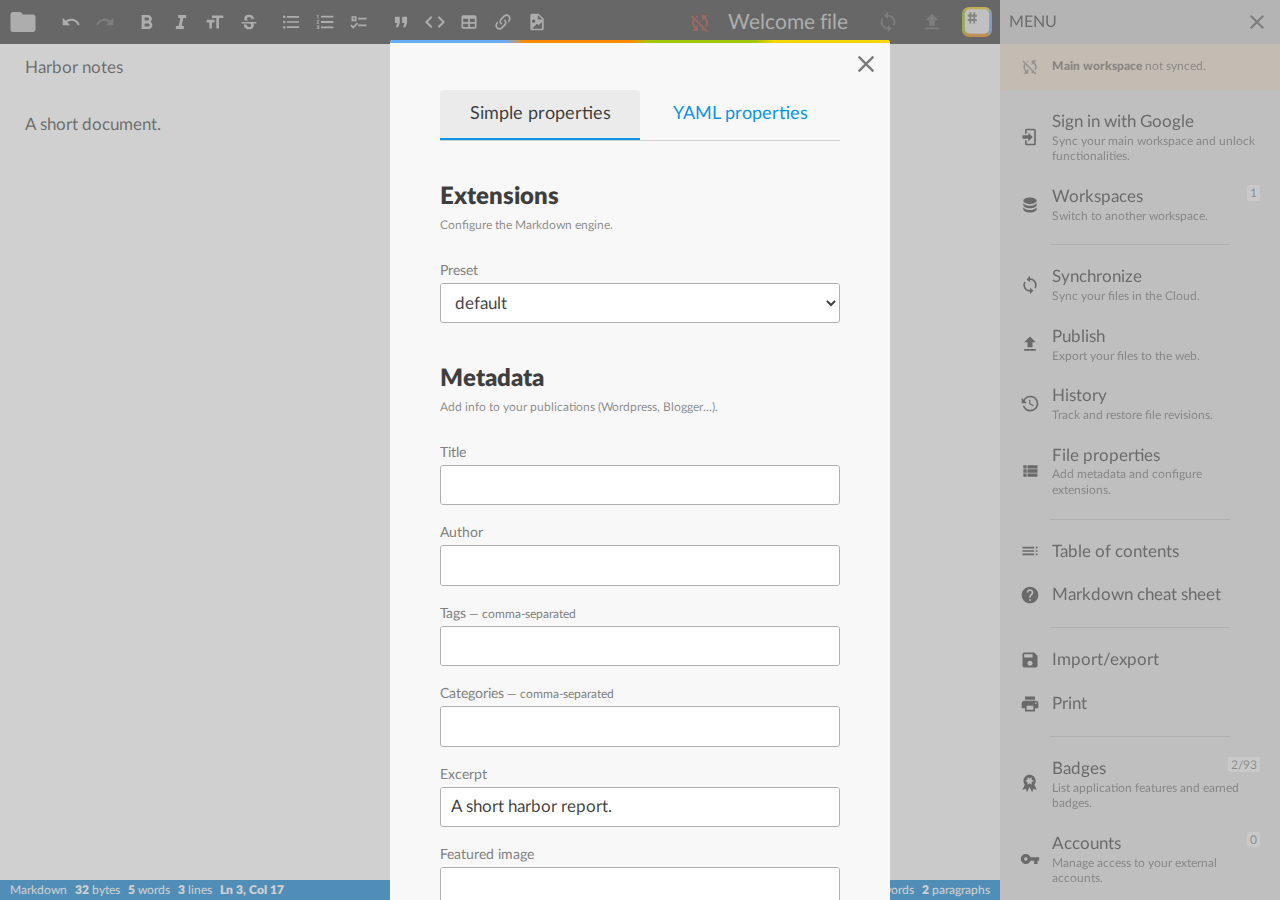 Welcome file
MENU
Harbor notes
A short document.
Simple properties
YAML properties
Extensions
Configure the Markdown engine.
Preset
default
Metadata
Add info to your publications (Wordpress, Blogger...).
Title
Author
Tags — comma-separated
Categories — comma-separated
Excerpt
A short harbor report.
Featured image
Main workspace not synced.
Sign in with Google
Sync your main workspace and unlock
functionalities.
Workspaces
1
Switch to another workspace.
Synchronize
Sync your files in the Cloud.
Publish
Export your files to the web.
History
Track and restore file revisions.
File properties
Add metadata and configure
extensions.
Table of contents
Markdown cheat sheet
Import/export
Print
Badges
2/93
List application features and earned
badges.
Accounts
0
Manage access to your external
accounts.
Markdown 32 bytes 5 words 3 lines Ln 3, Col 17
2 paragraphs